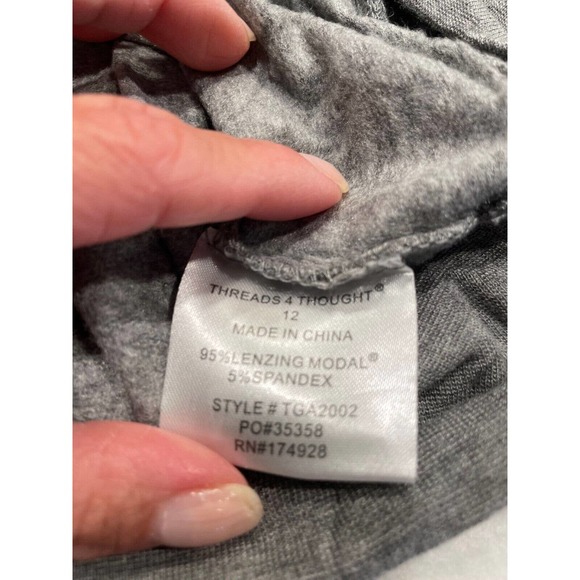 THREADS 4 THOUGHT®
12
MADE IN CHINA
95%LENZING MODAL®
5%SPANDEX
STYLE # TGA2002
PO#35358
RN#174928